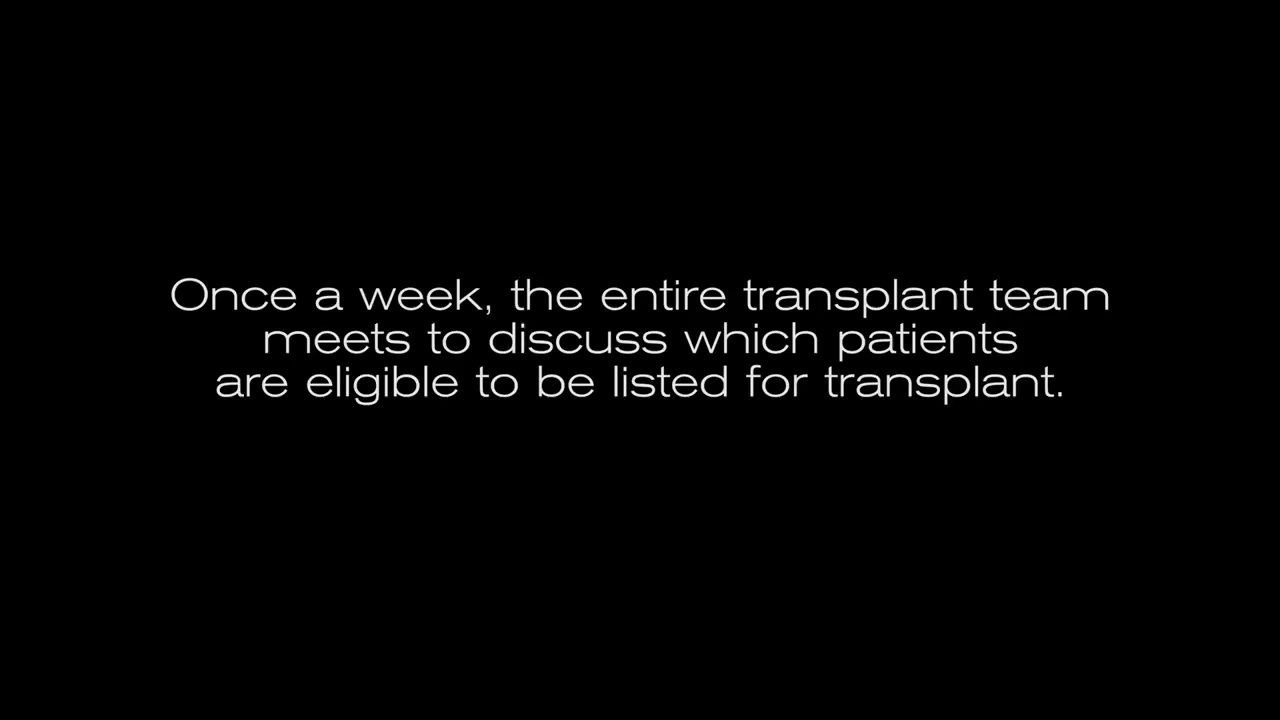 Once a week, the entire transplant team
meets to discuss which patients
are eligible to be listed for transplant.